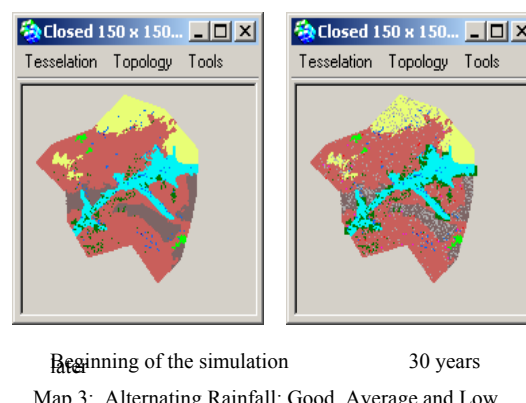 Closed 150 x 150... Closed 150 x 150...
Tesselation Topology Tools Tesselation Topology Tools
Beginning of the simulation 30 years
later
Map 3: Alternating Rainfall: Good, Average and Low